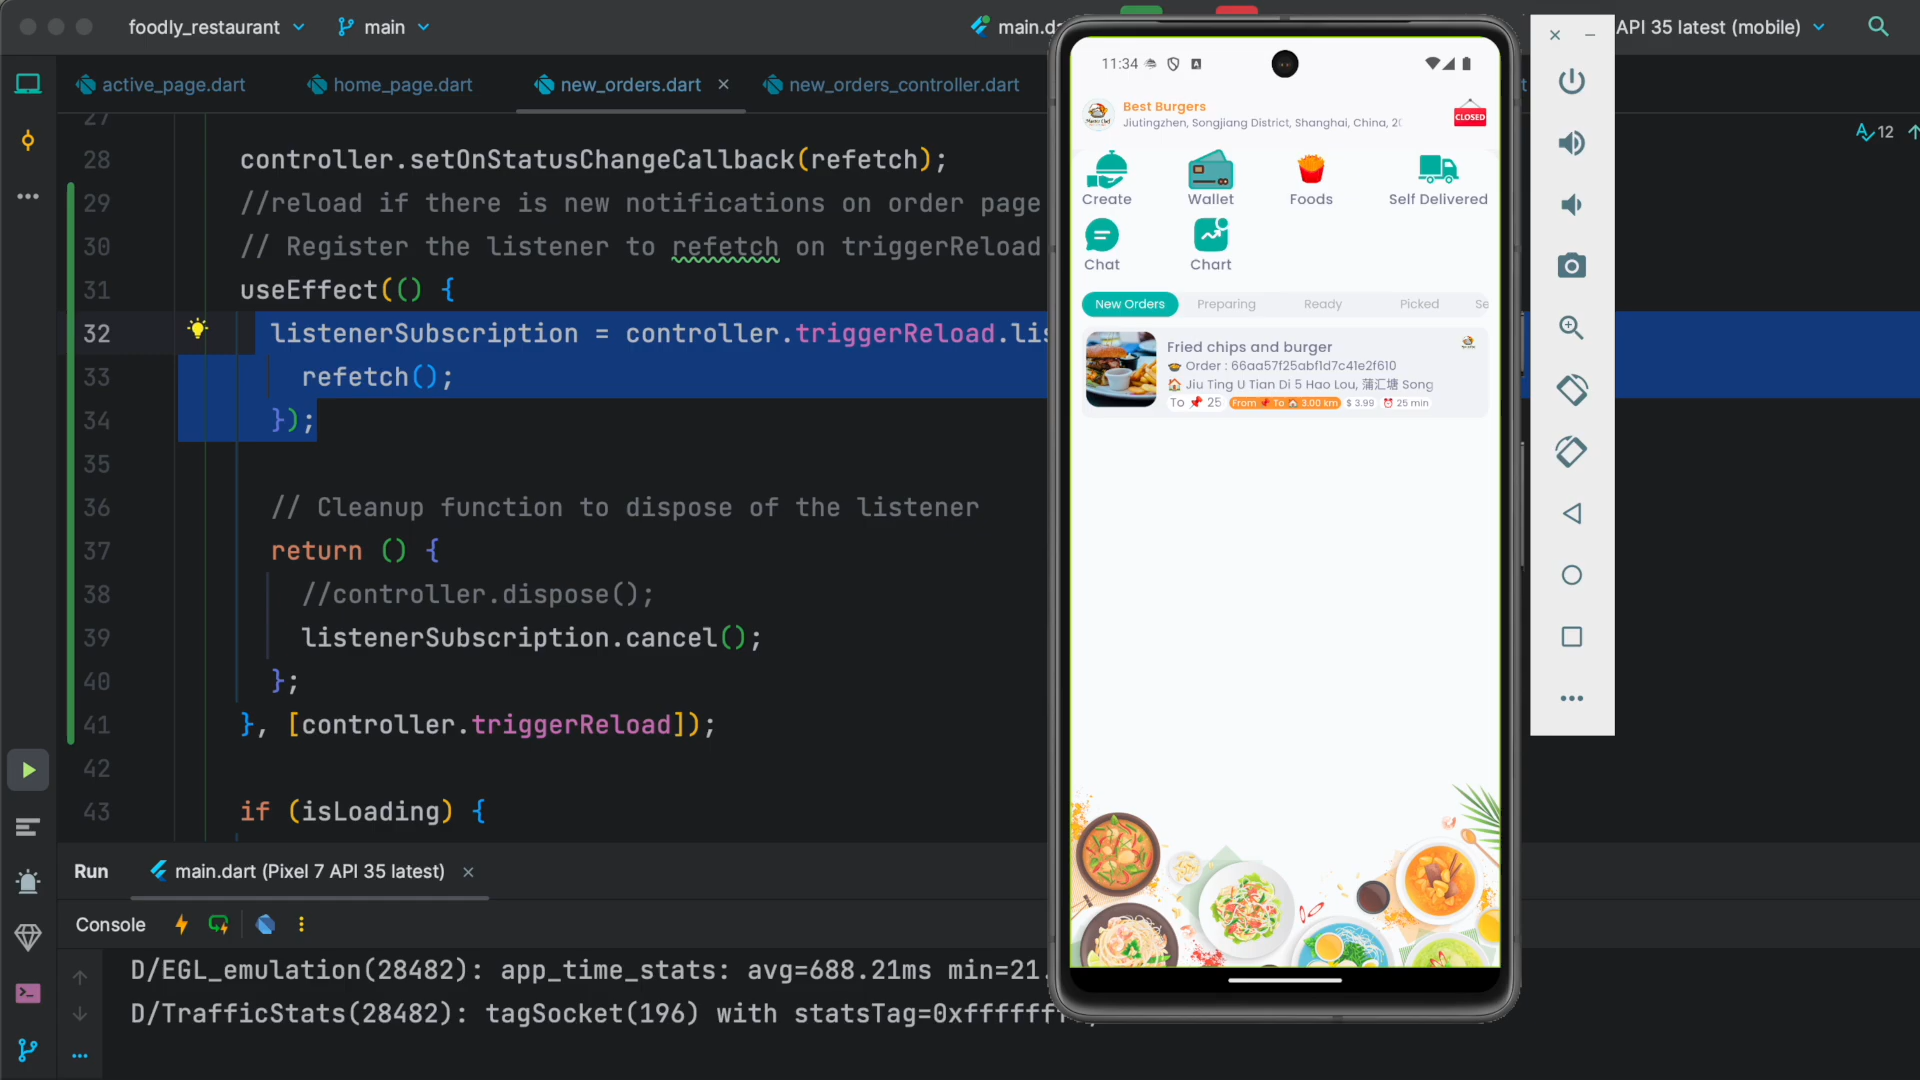 foodly_restaurant
main
main.da
API 35 latest (mobile)
active_page.dart
home_page.dart
new_orders.dart
new_orders_controller.dart
12
27
28 controller.setOnStatusChangeCallback(refetch);
29 //reload if there is new notifications on order page
30 // Register the listener to refetch on triggerReload
31 useEffect(() {
32 listenerSubscription = controller.triggerReload.lis
33 refetch();
34 });
35
36 // Cleanup function to dispose of the listener
37 return () {
38 //controller.dispose();
39 listenerSubscription.cancel();
40 };
41 }, [controller.triggerReload]);
42
43 if (isLoading) {
Run
main.dart (Pixel 7 API 35 latest)
Console
D/EGL_emulation(28482): app_time_stats: avg=688.21ms min=21.
D/TrafficStats(28482): tagSocket(196) with statsTag=0xfffffff
11:34
Best Burgers
Jiutingzhen, Songjiang District, Shanghai, China, 20
CLOSED
Create
Wallet
Foods
Self Delivered
Chat
Chart
New Orders
Preparing
Ready
Picked
Se
Fried chips and burger
Order : 66aa57f25abf1d7c41e2f610
Jiu Ting U Tian Di 5 Hao Lou, 蒲汇塘 Song
To 📌 25
From 📌 To 🏠 3.00 km
$ 3.99
⏰ 25 min